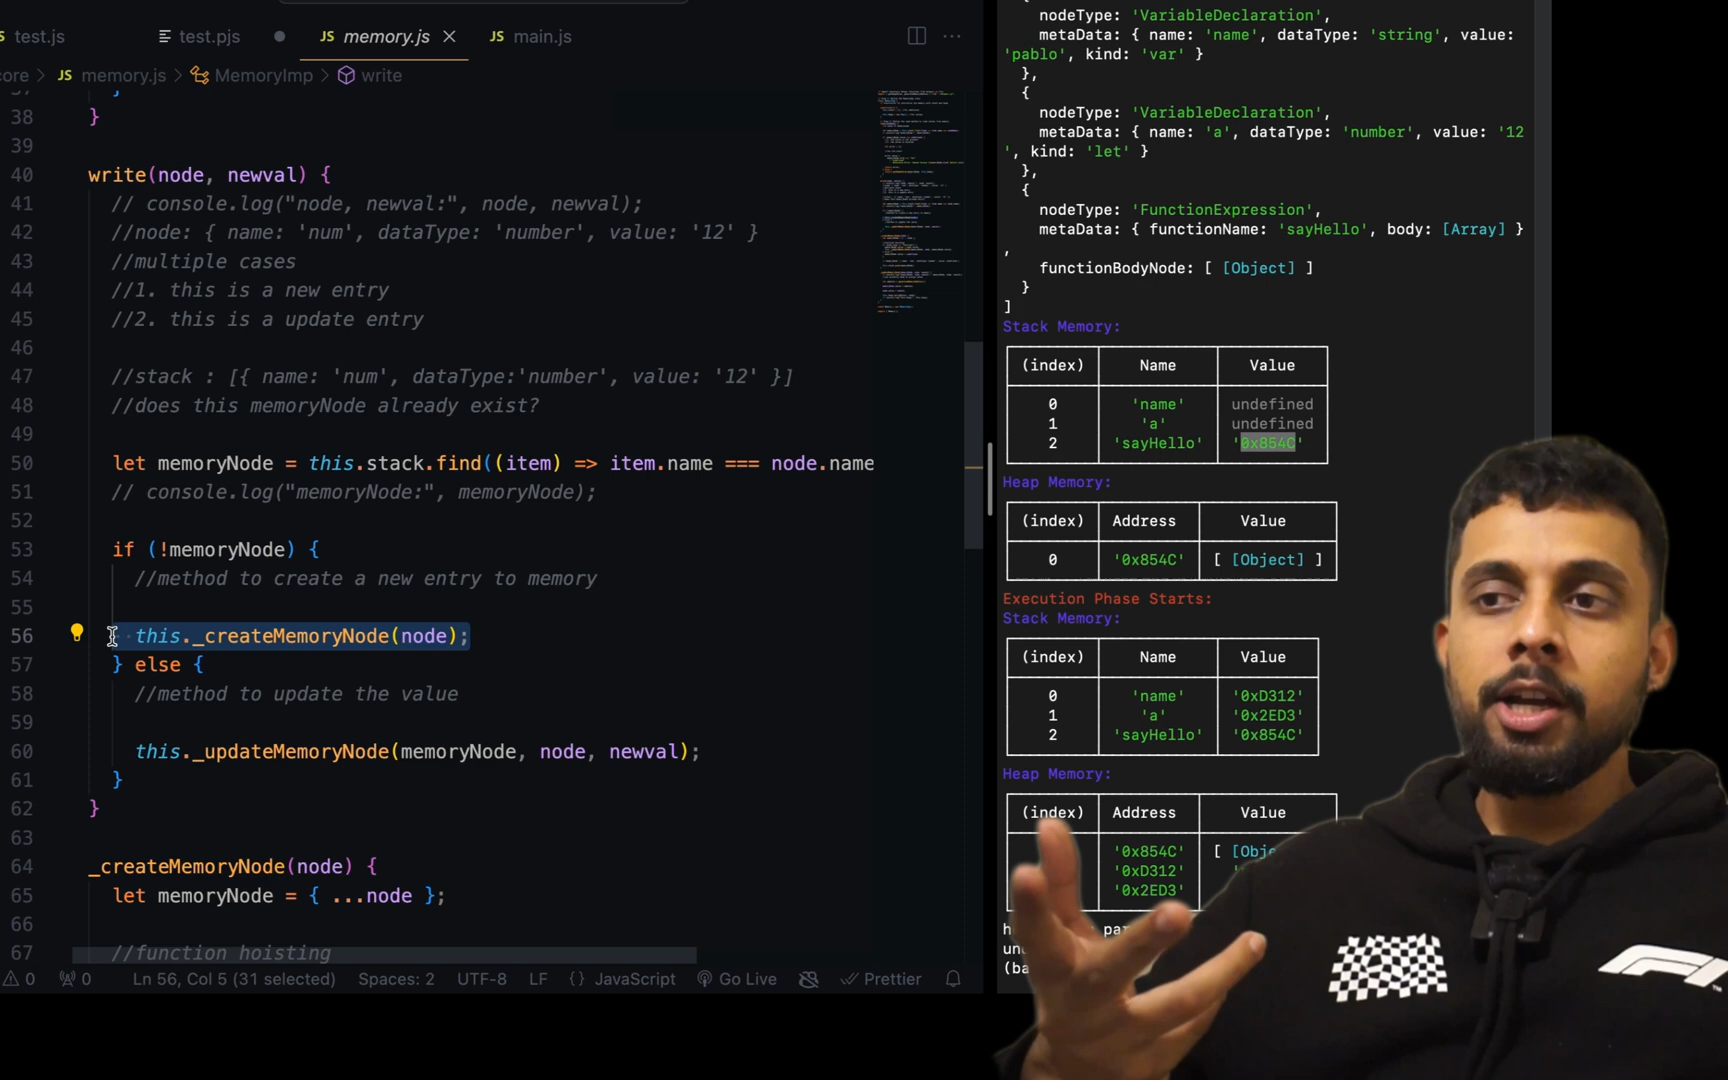 test.js
test.pjs
JS memory.js
JS main.js
core > JS memory.js > MemoryImp > write
38 }
39
40 write(node, newval) {
41 // console.log("node, newval:", node, newval);
42 //node: { name: 'num', dataType: 'number', value: '12' }
43 //multiple cases
44 //1. this is a new entry
45 //2. this is a update entry
46
47 //stack : [{ name: 'num', dataType:'number', value: '12' }]
48 //does this memoryNode already exist?
49
50 let memoryNode = this.stack.find((item) => item.name === node.name
51 // console.log("memoryNode:", memoryNode);
52
53 if (!memoryNode) {
54 //method to create a new entry to memory
55
56 this._createMemoryNode(node);
57 } else {
58 //method to update the value
59
60 this._updateMemoryNode(memoryNode, node, newval);
61 }
62 }
63
64 _createMemoryNode(node) {
65 let memoryNode = { ...node };
66
67 //function hoisting
0 0 Ln 56, Col 5 (31 selected) Spaces: 2 UTF-8 LF {} JavaScript Go Live Prettier
{
nodeType: 'VariableDeclaration',
metaData: { name: 'name', dataType: 'string', value:
'pablo', kind: 'var' }
},
{
nodeType: 'VariableDeclaration',
metaData: { name: 'a', dataType: 'number', value: '12
', kind: 'let' }
},
{
nodeType: 'FunctionExpression',
metaData: { functionName: 'sayHello', body: [Array] }
,
functionBodyNode: [ [Object] ]
}
]
Stack Memory:
(index) Name Value
0 'name' undefined
1 'a' undefined
2 'sayHello' '0x854C'
Heap Memory:
(index) Address Value
0 '0x854C' [ [Object] ]
Execution Phase Starts:
Stack Memory:
(index) Name Value
0 'name' '0xD312'
1 'a' '0x2ED3'
2 'sayHello' '0x854C'
Heap Memory:
(index) Address Value
'0x854C' [ [Obje
'0xD312'
'0x2ED3'